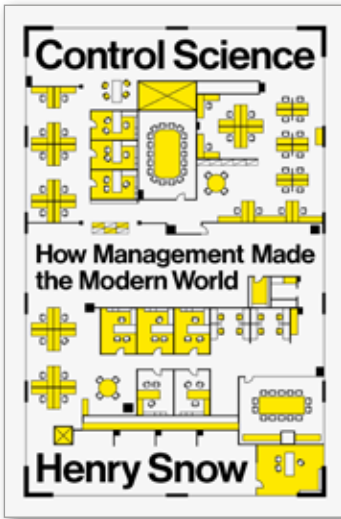 Control Science
How Management Made
the Modern World
Henry Snow